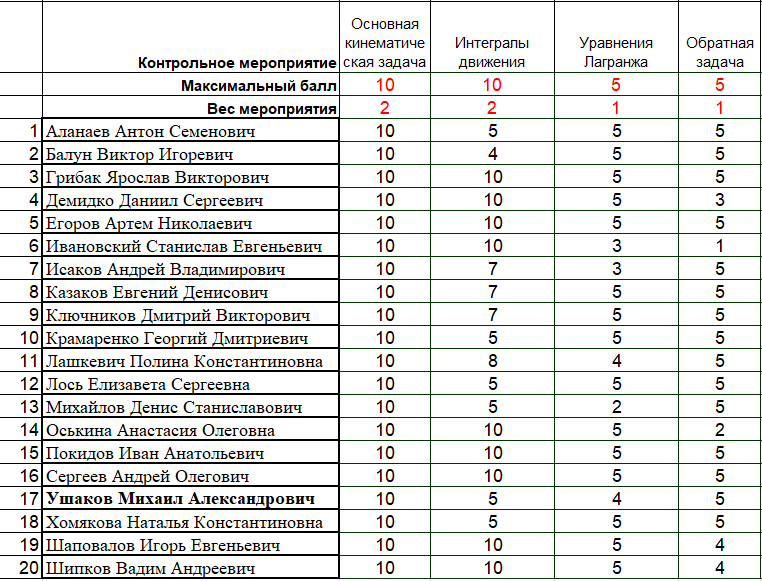 Контрольное мероприятие Основная кинематиче ская задача Интегралы движения Уравнения Лагранжа Обратная задача
Максимальный балл 10 10 5 5
Вес мероприятия 2 2 1 1
1 Аланаев Антон Семенович 10 5 5 5
2 Балун Виктор Игоревич 10 4 5 5
3 Грибак Ярослав Викторович 10 10 5 5
4 Демидко Даниил Сергеевич 10 10 5 3
5 Егоров Артем Николаевич 10 10 5 5
6 Ивановский Станислав Евгеньевич 10 10 3 1
7 Исаков Андрей Владимирович 10 7 3 5
8 Казаков Евгений Денисович 10 7 5 5
9 Ключников Дмитрий Викторович 10 7 5 5
10 Крамаренко Георгий Дмитриевич 10 5 5 5
11 Лашкевич Полина Константиновна 10 8 4 5
12 Лось Елизавета Сергеевна 10 5 5 5
13 Михайлов Денис Станиславович 10 5 2 5
14 Оськина Анастасия Олеговна 10 10 5 2
15 Покидов Иван Анатольевич 10 10 5 5
16 Сергеев Андрей Олегович 10 10 5 5
17 Ушаков Михаил Александрович 10 5 4 5
18 Хомякова Наталья Константиновна 10 5 5 5
19 Шаповалов Игорь Евгеньевич 10 10 5 4
20 Шипков Вадим Андреевич 10 10 5 4